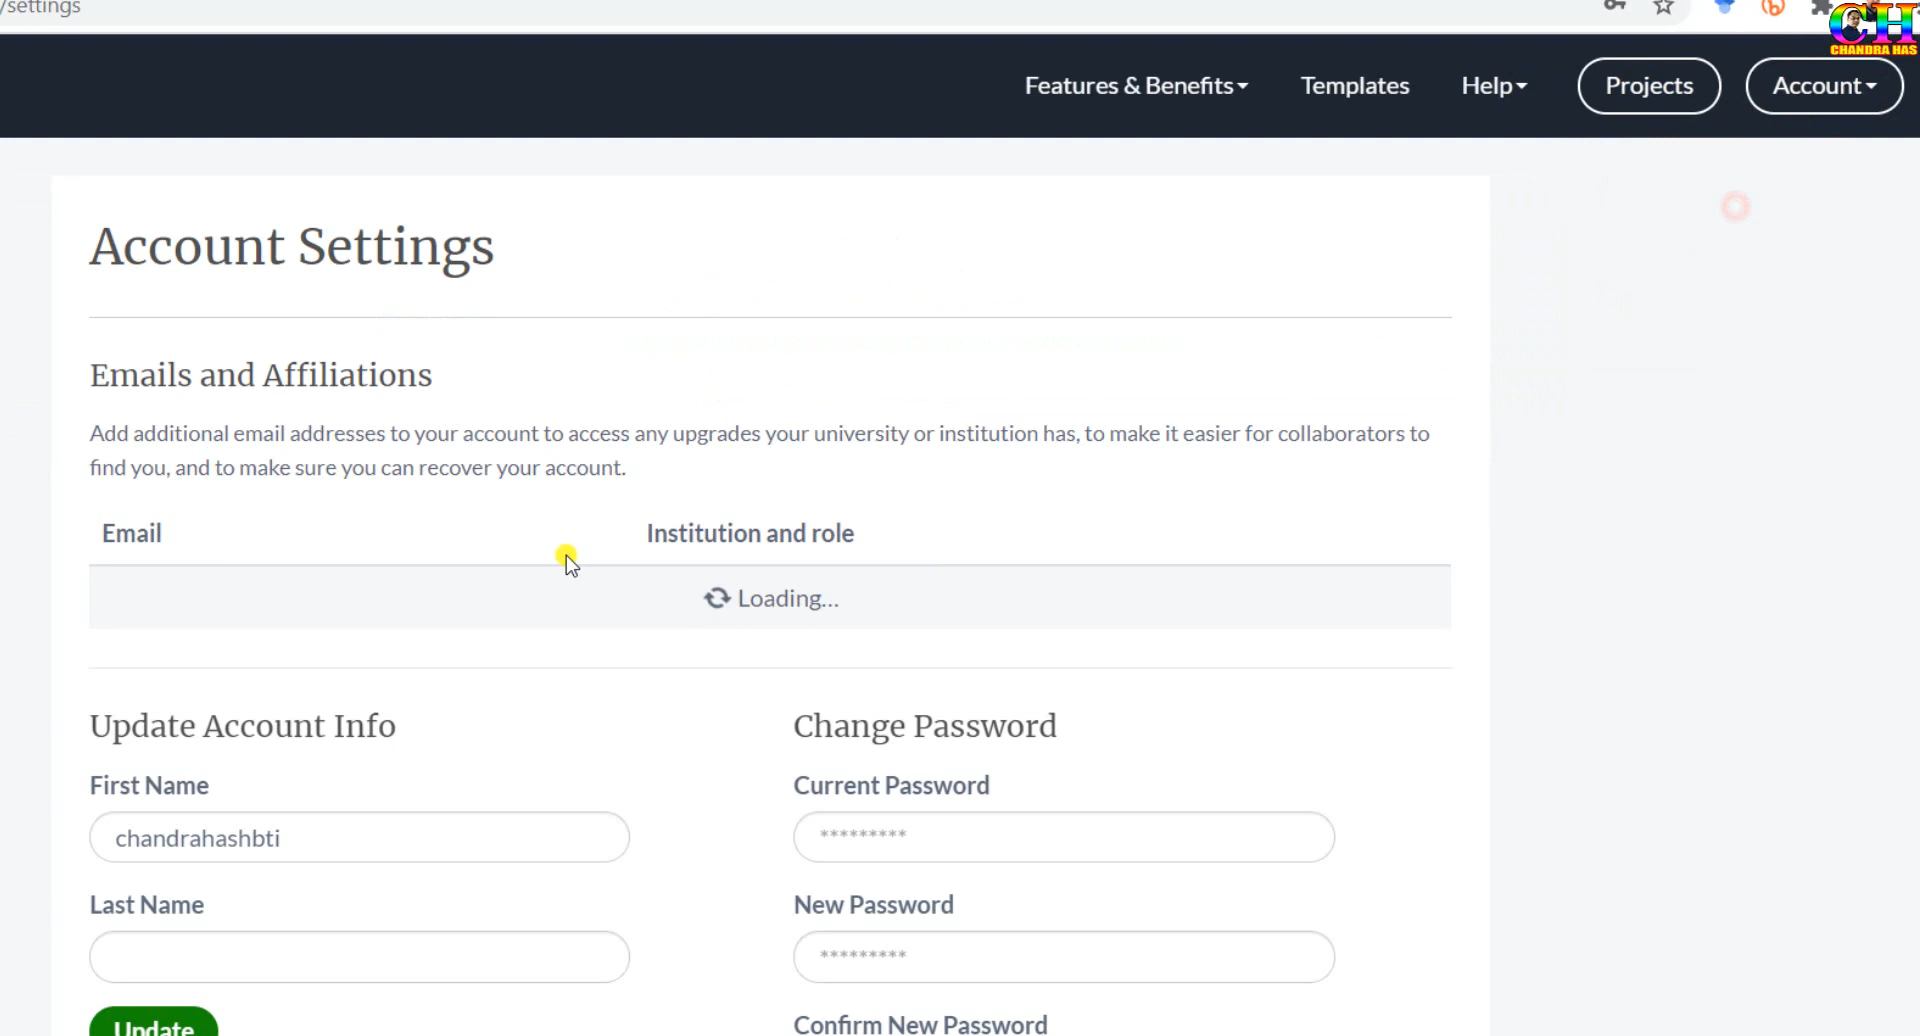 /settings
CH
CHANDRA HAS
Features & Benefits
Templates
Help
Projects
Account
Account Settings
Emails and Affiliations
Add additional email addresses to your account to access any upgrades your university or institution has, to make it easier for collaborators to
find you, and to make sure you can recover your account.
Email
Institution and role
Loading...
Update Account Info
Change Password
First Name
Current Password
chandrahashbti
*********
Last Name
New Password
*********
Update
Confirm New Password